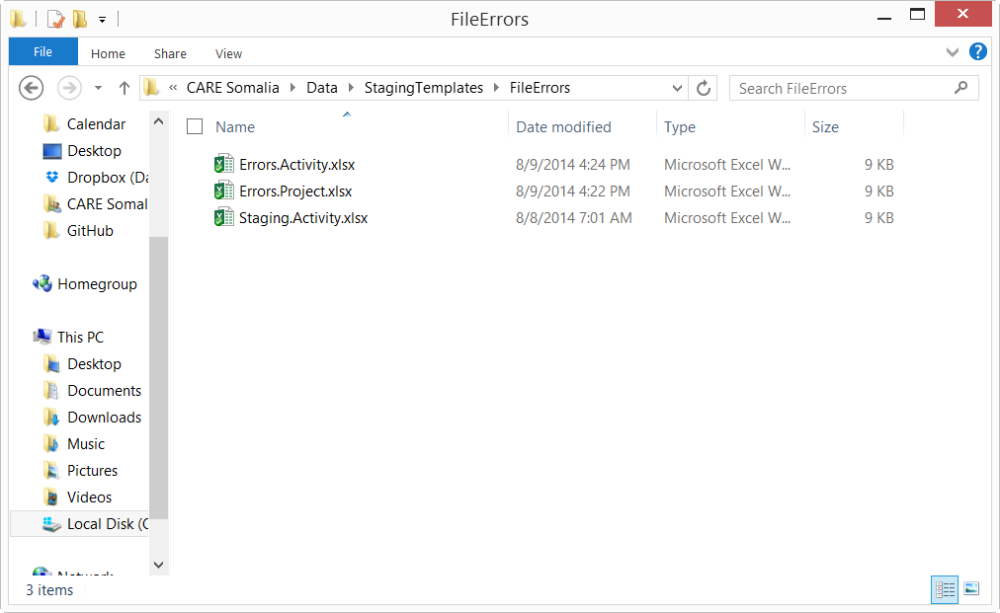 FileErrors
File Home Share View ?
« CARE Somalia Data StagingTemplates FileErrors Search FileErrors
Calendar
Desktop
Dropbox (Da
CARE Somal
GitHub
Homegroup
This PC
Desktop
Documents
Downloads
Music
Pictures
Videos
Local Disk (C
Network
Name Date modified Type Size
Errors.Activity.xlsx 8/9/2014 4:24 PM Microsoft Excel W... 9 KB
Errors.Project.xlsx 8/9/2014 4:22 PM Microsoft Excel W... 9 KB
Staging.Activity.xlsx 8/8/2014 7:01 AM Microsoft Excel W... 9 KB
3 items